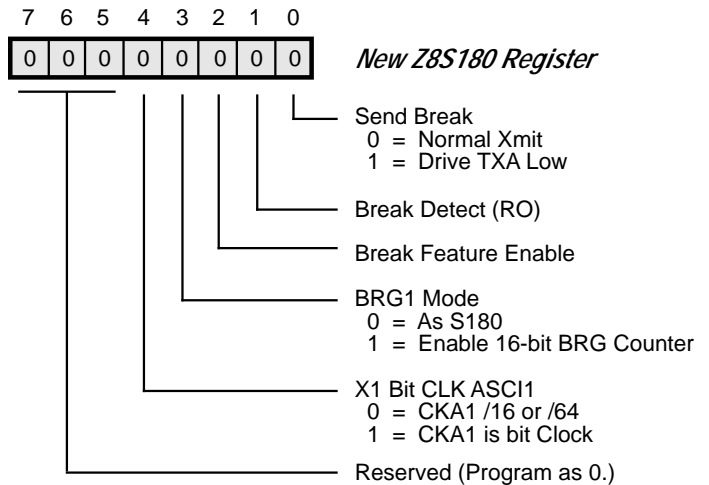 7 6 5 4 3 2 1 0
0 0 0 0 0 0 0 0
New Z8S180 Register
Send Break
0 = Normal Xmit
1 = Drive TXA Low
Break Detect (RO)
Break Feature Enable
BRG1 Mode
0 = As S180
1 = Enable 16-bit BRG Counter
X1 Bit CLK ASCI1
0 = CKA1 /16 or /64
1 = CKA1 is bit Clock
Reserved (Program as 0.)